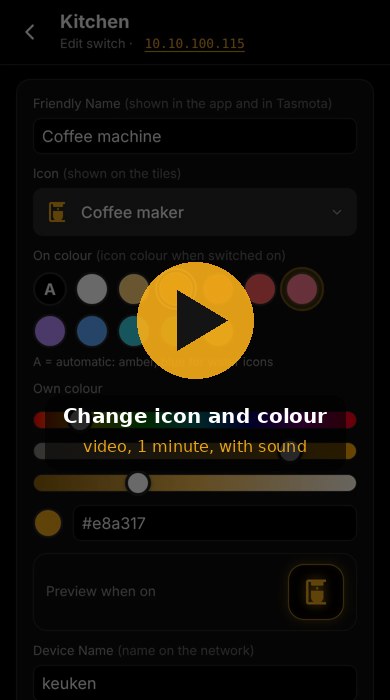 Kitchen
Edit switch · 10.10.100.115
Friendly Name (shown in the app and in Tasmota)
Coffee machine
Icon (shown on the tiles)
Coffee maker
On colour (icon colour when switched on)
A
A = automatic: amber icons
Own colour
Change icon and colour
video, 1 minute, with sound
#e8a317
Preview when on
Device Name (name on the network)
keuken